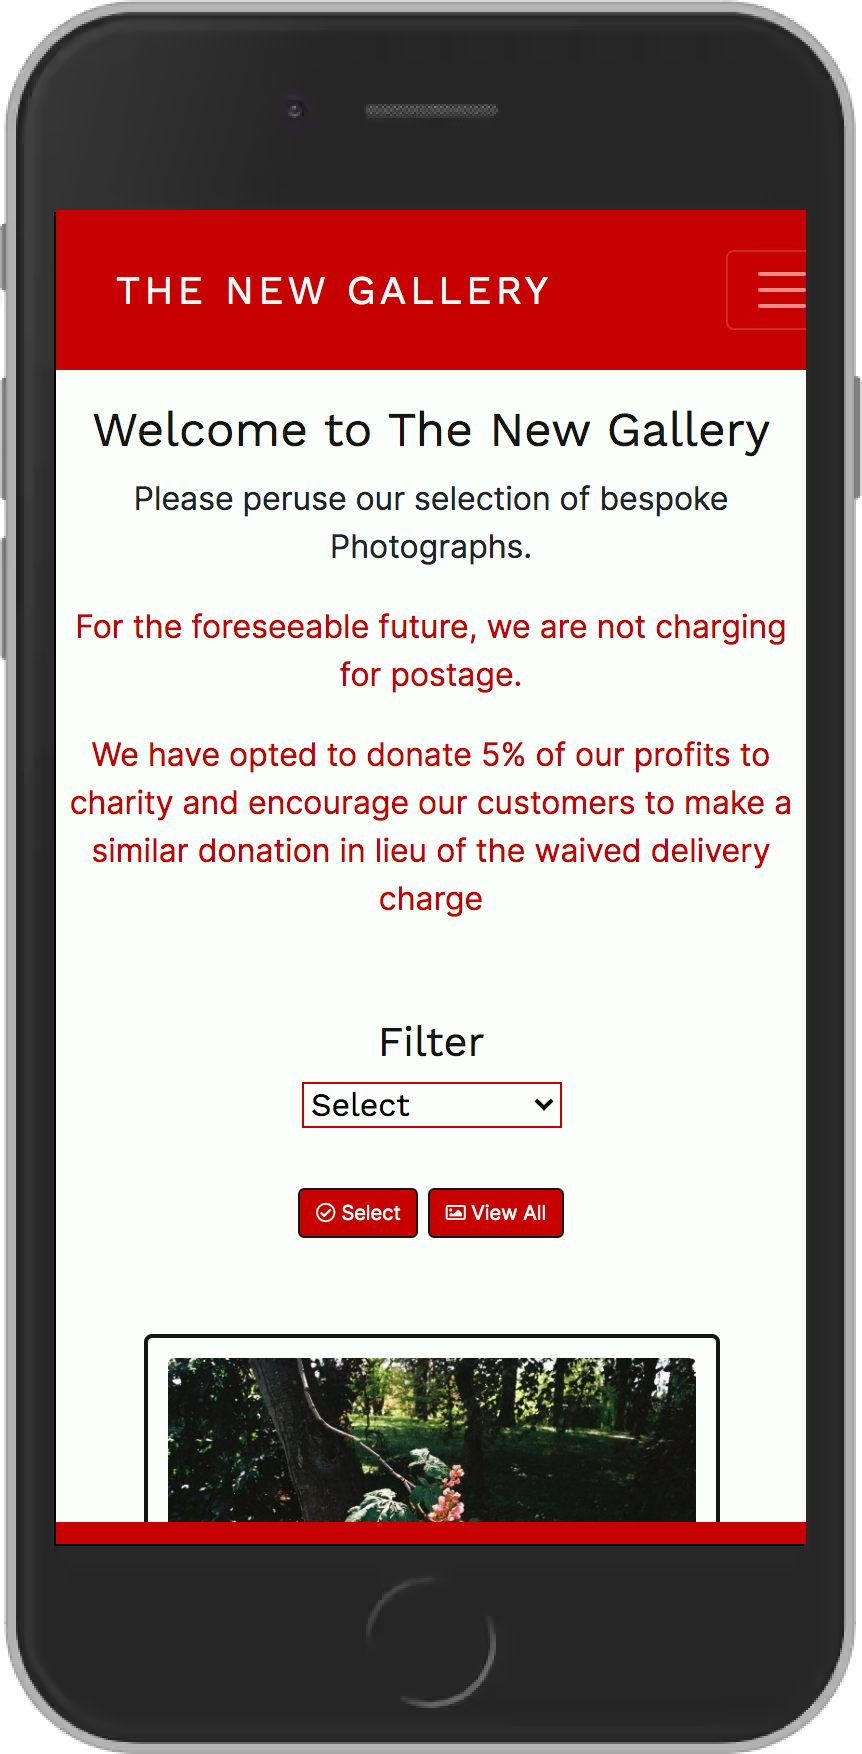 THE NEW GALLERY
Welcome to The New Gallery
Please peruse our selection of bespoke
Photographs.
For the foreseeable future, we are not charging
for postage.
We have opted to donate 5% of our profits to
charity and encourage our customers to make a
similar donation in lieu of the waived delivery
charge
Filter
Select
Select
View All